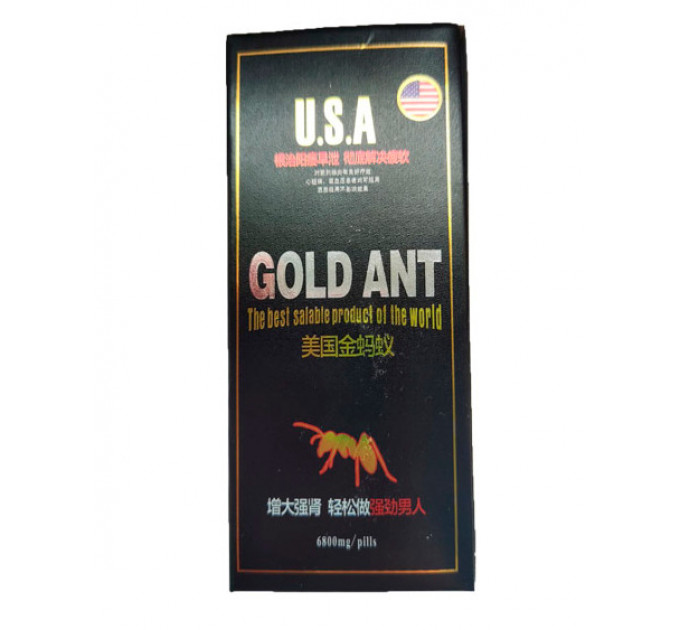 U.S.A
根治阳痿早泄 彻底解决疲软
GOLD ANT
The best salable product of the world
美国金蚂蚁
增大强肾 轻松做强劲男人
6800mg/pills